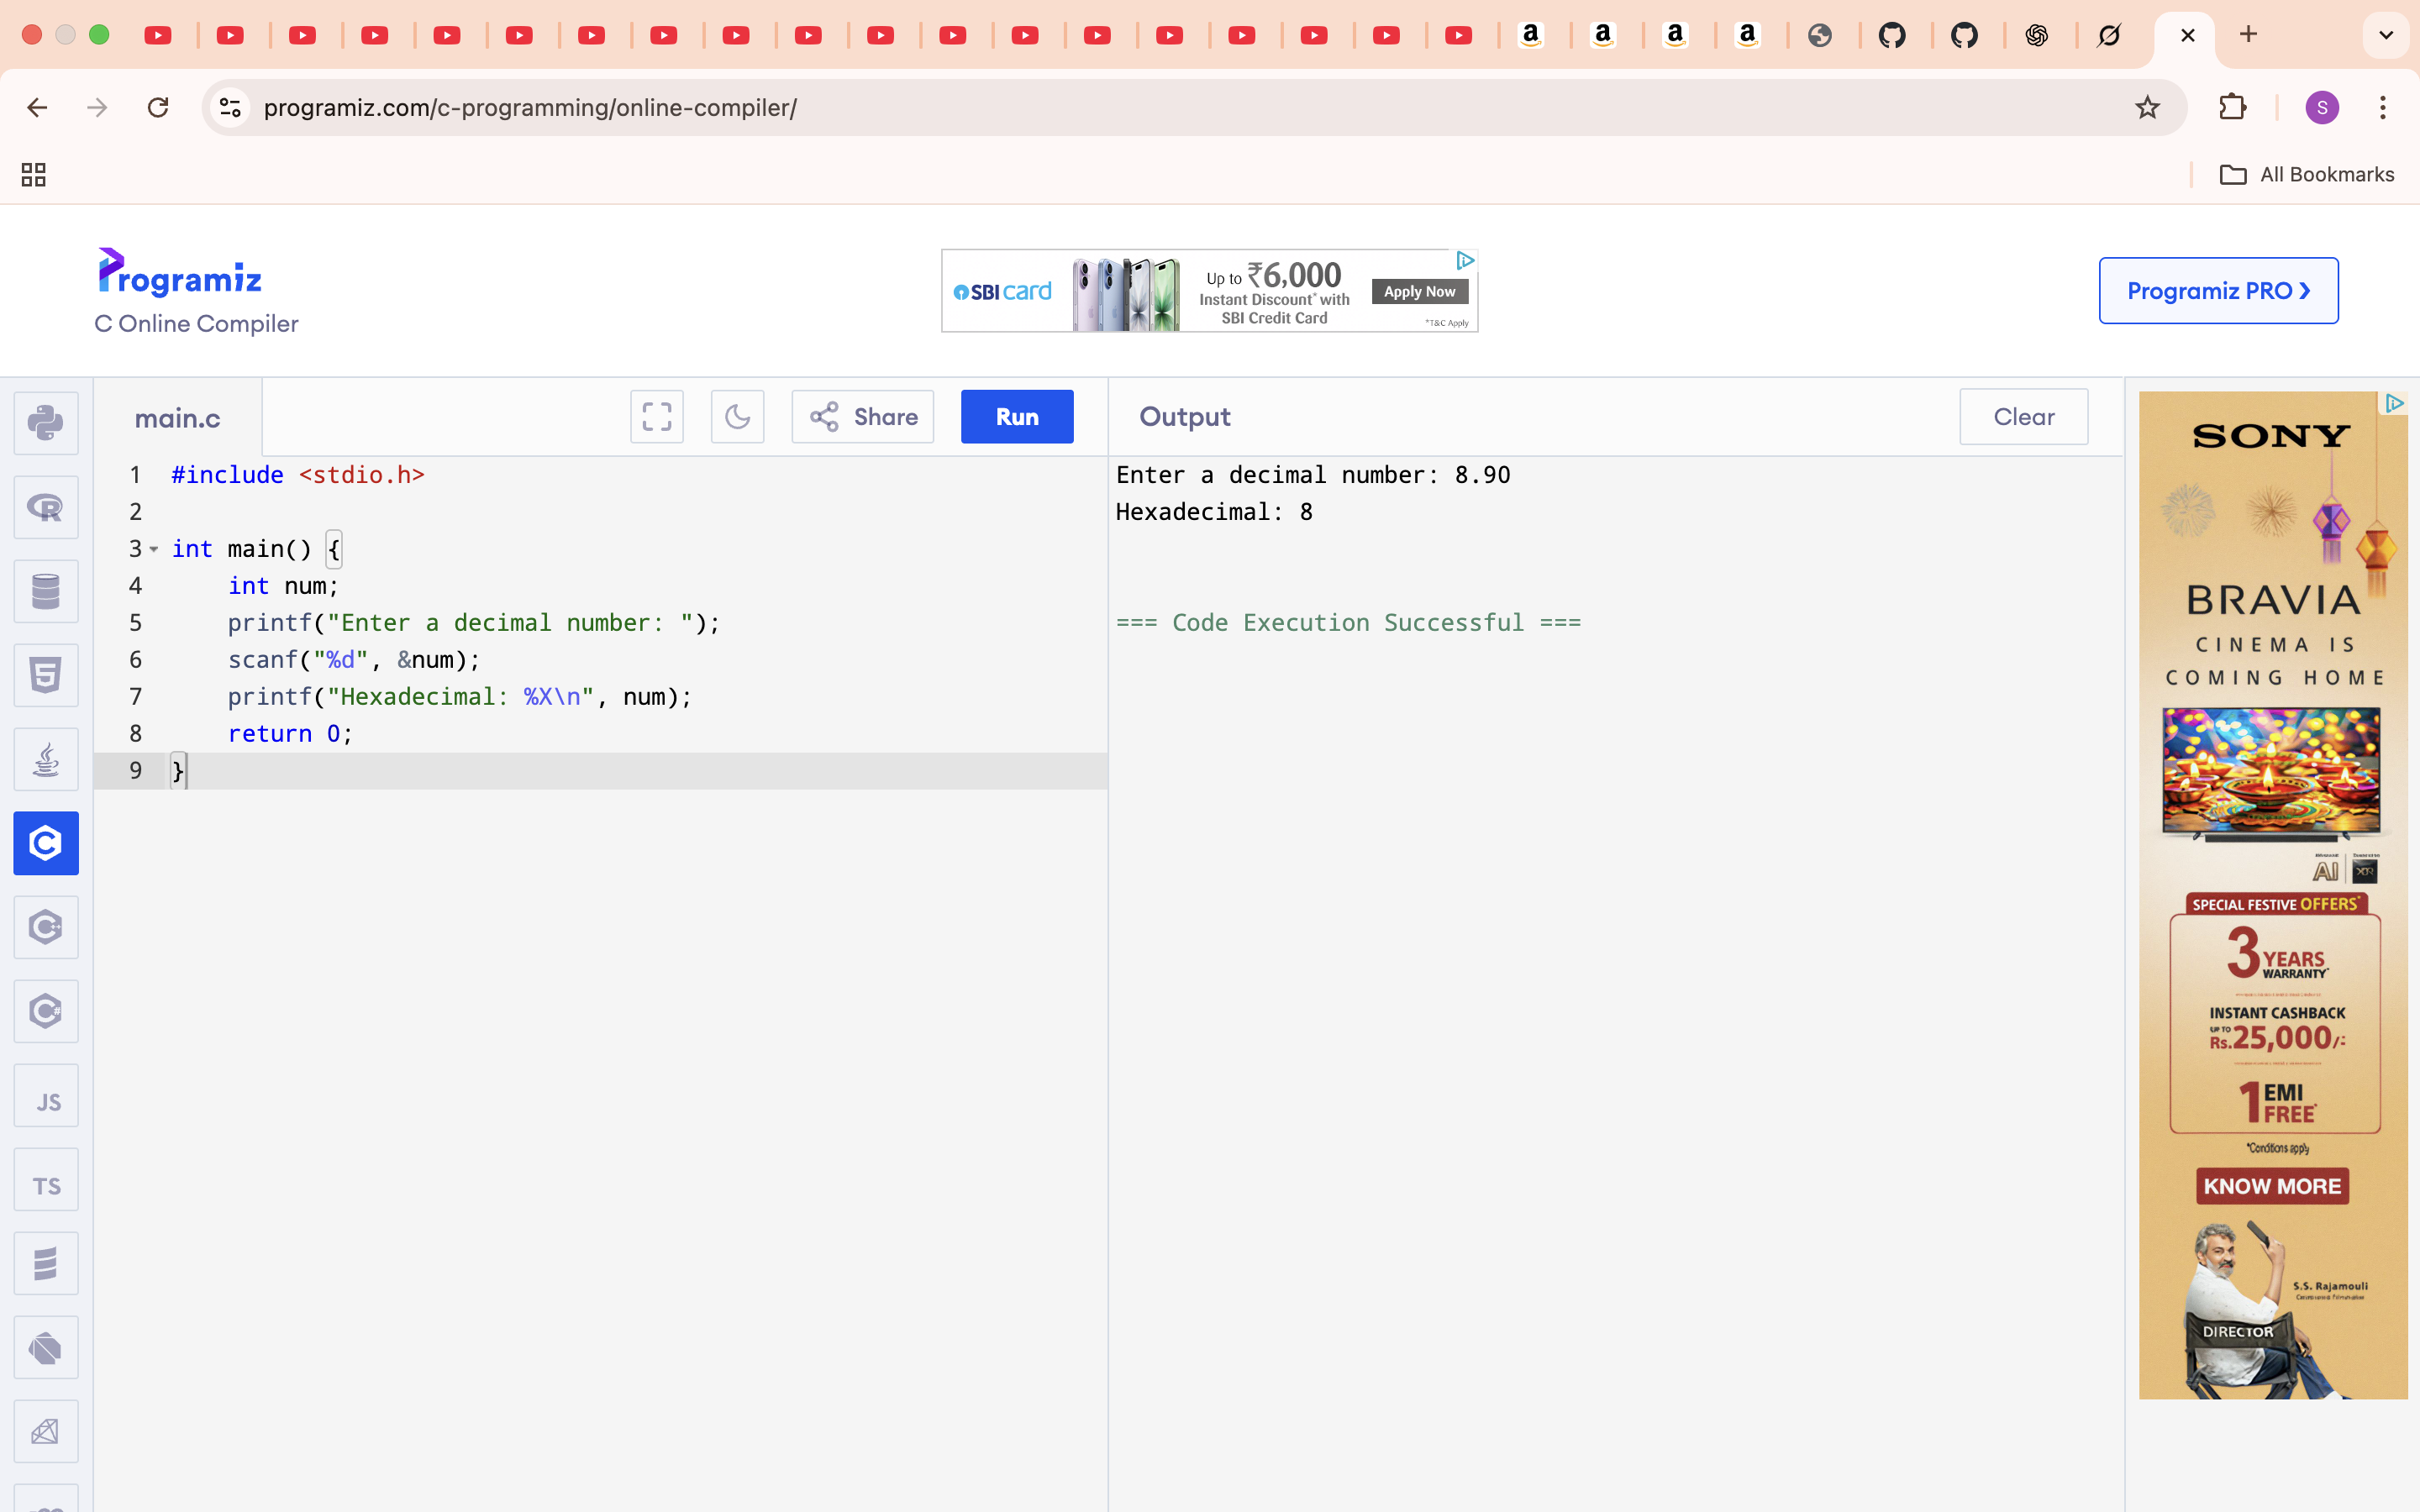 programiz.com/c-programming/online-compiler/
S
All Bookmarks
Programiz
C Online Compiler
SBI card
Up to ₹6,000
Instant Discount* with
SBI Credit Card
Apply Now
*T&C Apply
Programiz PRO ❯
main.c
Share
Run
Output
Clear
1 #include <stdio.h>
2
3 int main() {
4     int num;
5     printf("Enter a decimal number: ");
6     scanf("%d", &num);
7     printf("Hexadecimal: %X\n", num);
8     return 0;
9 }
Enter a decimal number: 8.90
Hexadecimal: 8
=== Code Execution Successful ===
JS
TS
SONY
BRAVIA
CINEMA IS
COMING HOME
AI
XR
SPECIAL FESTIVE OFFERS*
3 YEARS
WARRANTY*
INSTANT CASHBACK
UP TO
Rs.25,000/-*
1 EMI
FREE*
*Conditions apply
KNOW MORE
S.S. Rajamouli
DIRECTOR